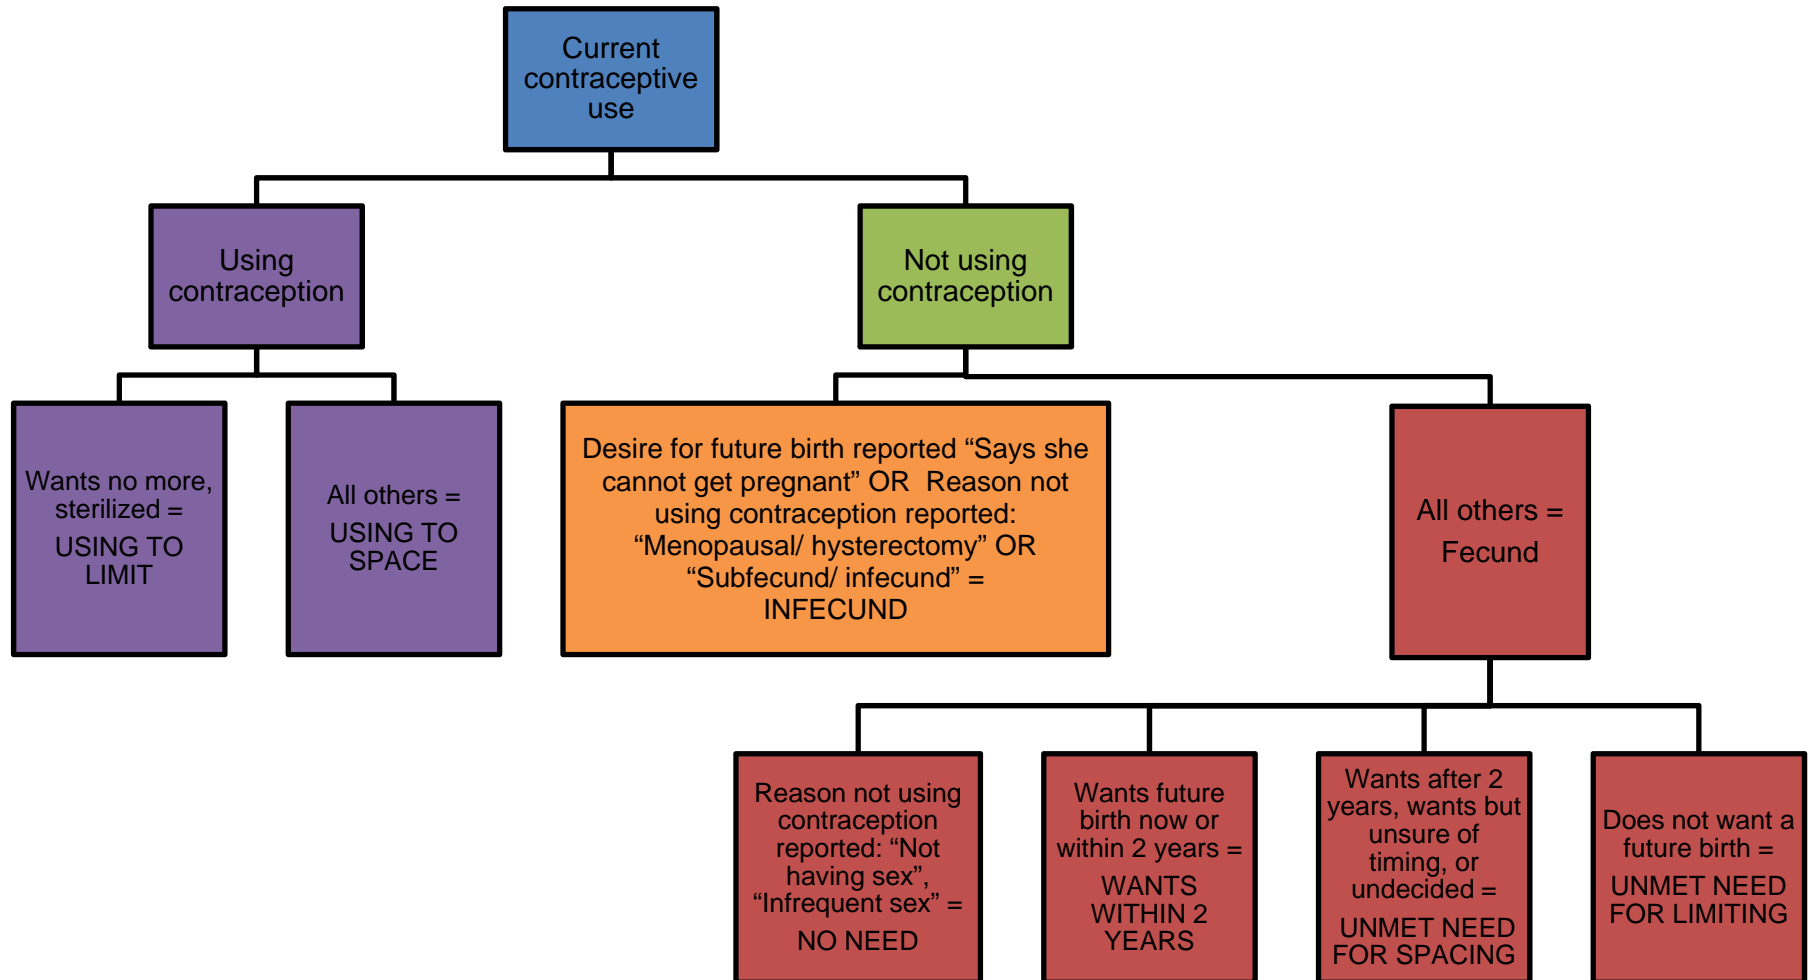 Current
contraceptive
use
Using
contraception
Not using
contraception
Wants no more,
sterilized =
USING TO
LIMIT
All others =
USING TO
SPACE
Desire for future birth reported “Says she
cannot get pregnant” OR  Reason not
using contraception reported:
“Menopausal/ hysterectomy” OR
“Subfecund/ infecund” =
INFECUND
All others =
Fecund
Reason not using
contraception
reported: “Not
having sex”,
“Infrequent sex” =
NO NEED
Wants future
birth now or
within 2 years =
WANTS
WITHIN 2
YEARS
Wants after 2
years, wants but
unsure of
timing, or
undecided =
UNMET NEED
FOR SPACING
Does not want a
future birth =
UNMET NEED
FOR LIMITING